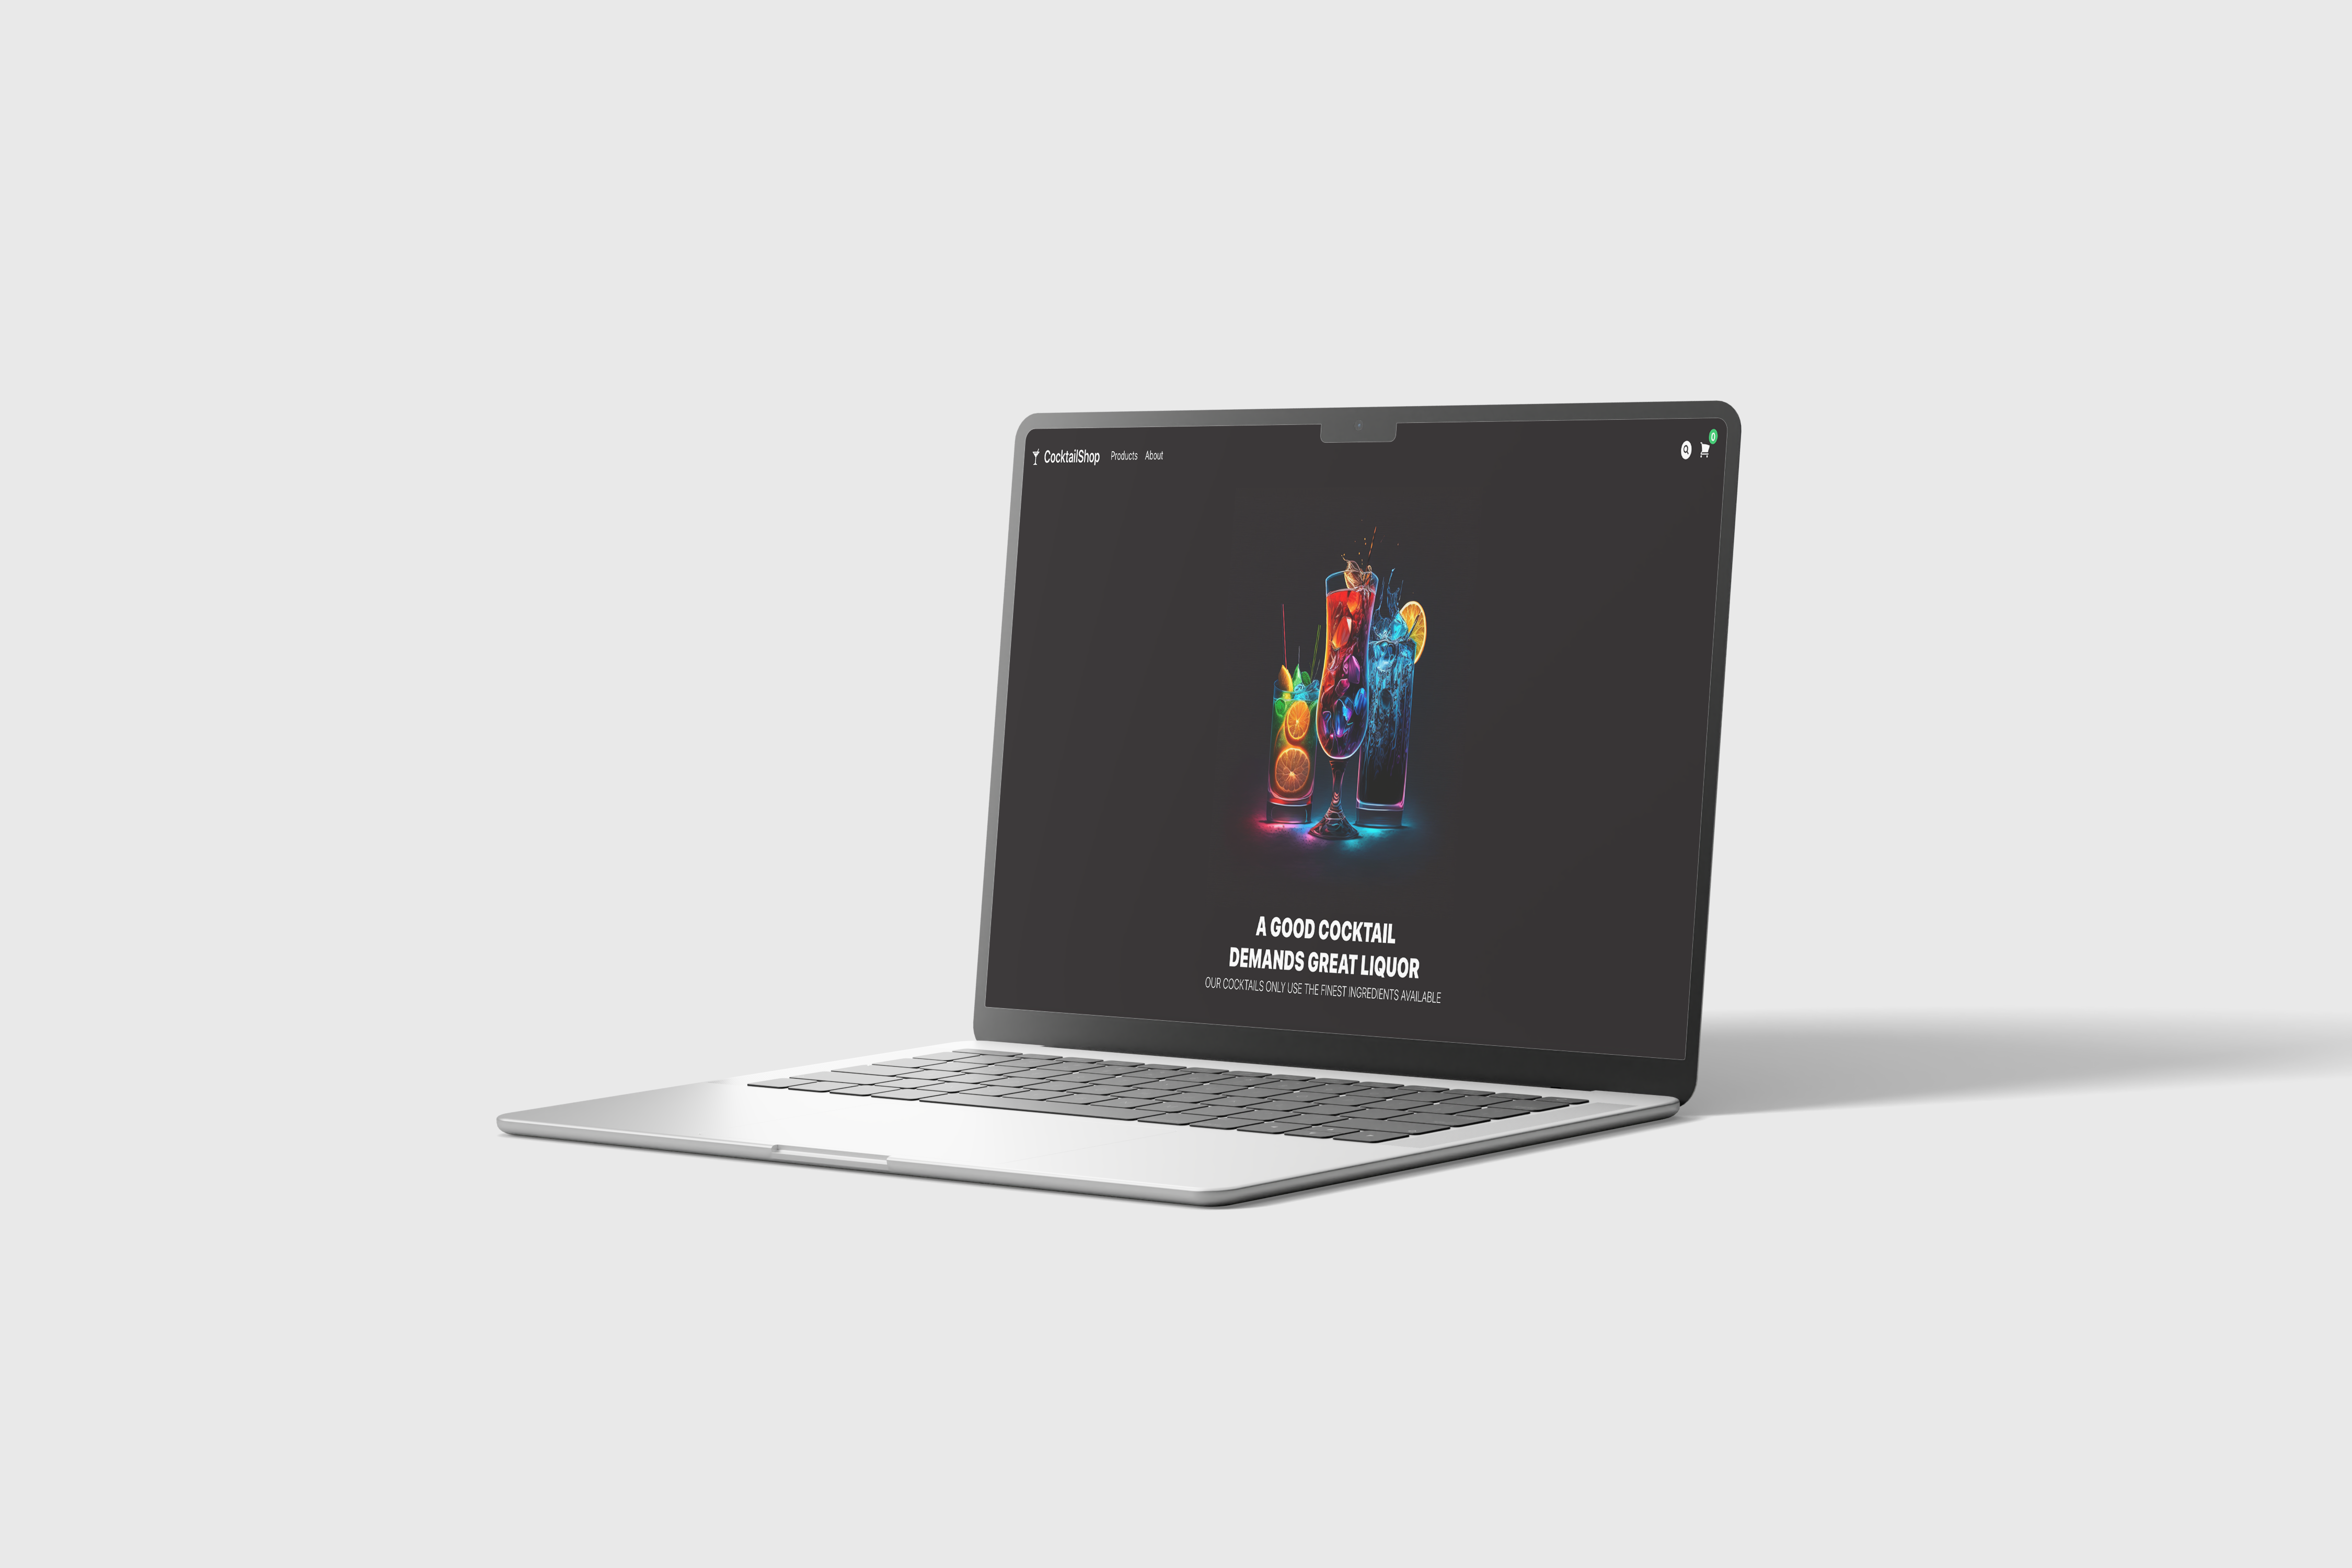 CocktailShop Products About
0
A GOOD COCKTAIL
DEMANDS GREAT LIQUOR
OUR COCKTAILS ONLY USE THE FINEST INGREDIENTS AVAILABLE